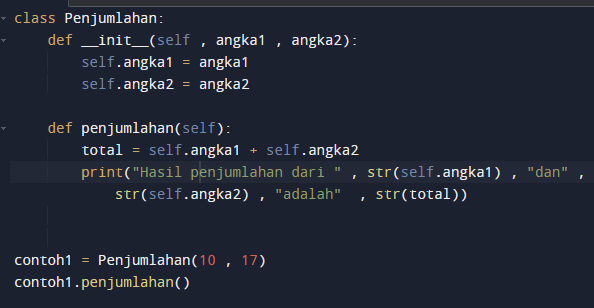 class Penjumlahan:
    def __init__(self , angka1 , angka2):
        self.angka1 = angka1
        self.angka2 = angka2

    def penjumlahan(self):
        total = self.angka1 + self.angka2
        print("Hasil penjumlahan dari " , str(self.angka1) , "dan" ,
            str(self.angka2) , "adalah"  , str(total))


contoh1 = Penjumlahan(10 , 17)
contoh1.penjumlahan()